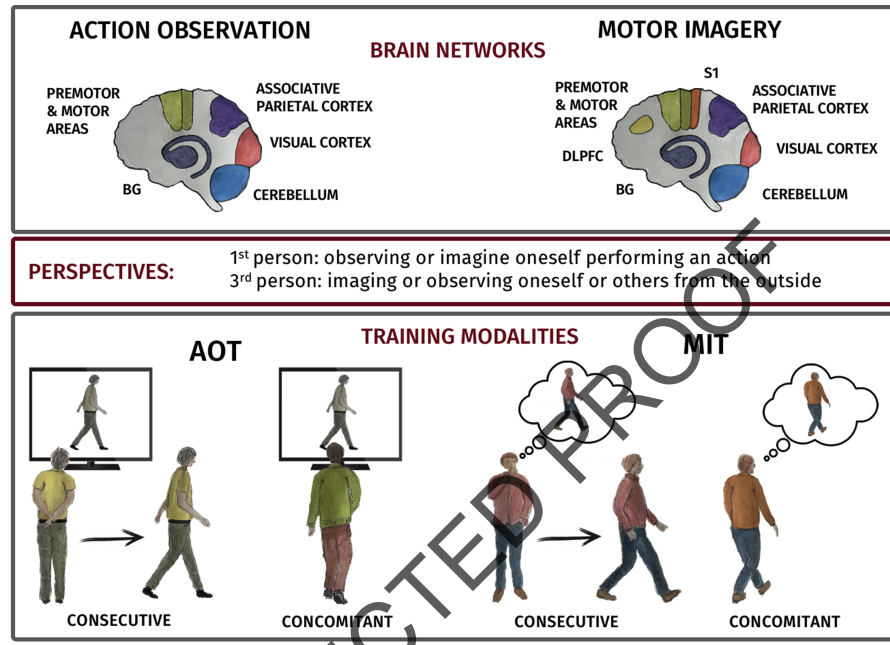 ACTION OBSERVATION
MOTOR IMAGERY
BRAIN NETWORKS
PREMOTOR
& MOTOR
AREAS
ASSOCIATIVE
PARIETAL CORTEX
VISUAL CORTEX
BG
CEREBELLUM
S1
PREMOTOR
& MOTOR
AREAS
ASSOCIATIVE
PARIETAL CORTEX
DLPFC
VISUAL CORTEX
BG
CEREBELLUM
PERSPECTIVES:
1st person: observing or imagine oneself performing an action
3rd person: imaging or observing oneself or others from the outside
TRAINING MODALITIES
AOT
MIT
CONSECUTIVE
CONCOMITANT
CONSECUTIVE
CONCOMITANT
CTED PROOF